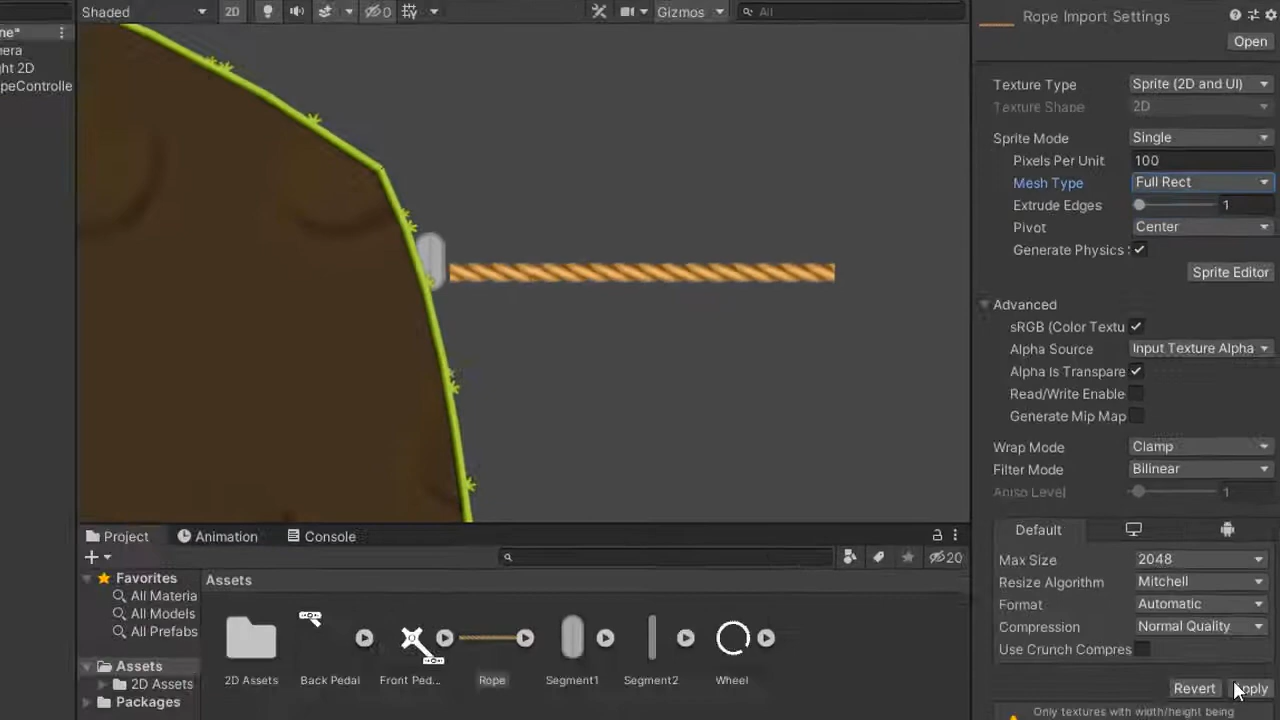 Shaded 2D 0 Gizmos All
ne*
era
ght 2D
peControlle
Rope Import Settings
Open
Texture Type Sprite (2D and UI)
Texture Shape 2D
Sprite Mode Single
Pixels Per Unit 100
Mesh Type Full Rect
Extrude Edges 1
Pivot Center
Generate Physics
Sprite Editor
Advanced
sRGB (Color Textu
Alpha Source Input Texture Alpha
Alpha Is Transpare
Read/Write Enable
Generate Mip Map
Wrap Mode Clamp
Filter Mode Bilinear
Aniso Level 1
Default
Max Size 2048
Resize Algorithm Mitchell
Format Automatic
Compression Normal Quality
Use Crunch Compres
Revert Apply
Only textures with width/height being
Project Animation Console
20
Favorites
All Materia
All Models
All Prefabs
Assets
2D Assets
Packages
Assets
2D Assets Back Pedal Front Ped... Rope Segment1 Segment2 Wheel